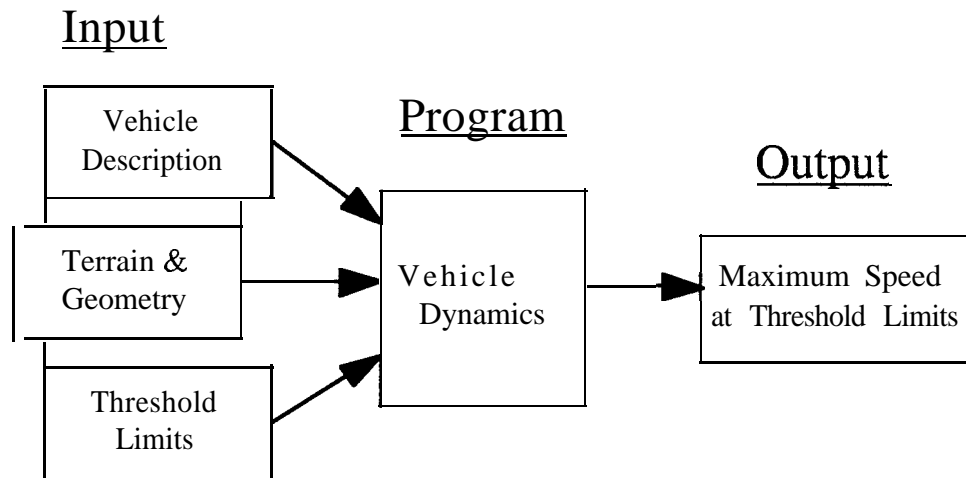 Input
Vehicle
Description
Terrain &
Geometry
Threshold
Limits
Program
Vehicle
Dynamics
Output
Maximum Speed
at Threshold Limits